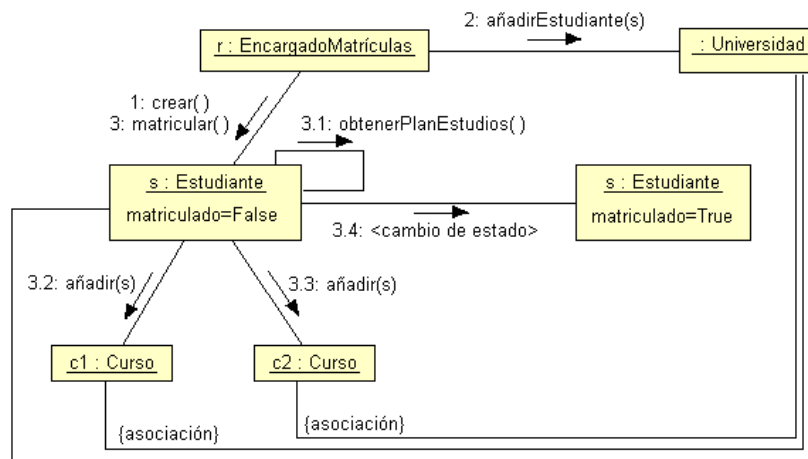 2: añadirEstudiante(s)
r : EncargadoMatrículas
: Universidad
1: crear( )
3: matricular( )
3.1: obtenerPlanEstudios( )
s : Estudiante
matriculado=False
s : Estudiante
matriculado=True
3.4: <cambio de estado>
3.2: añadir(s)
3.3: añadir(s)
c1 : Curso
c2 : Curso
{asociación}
{asociación}